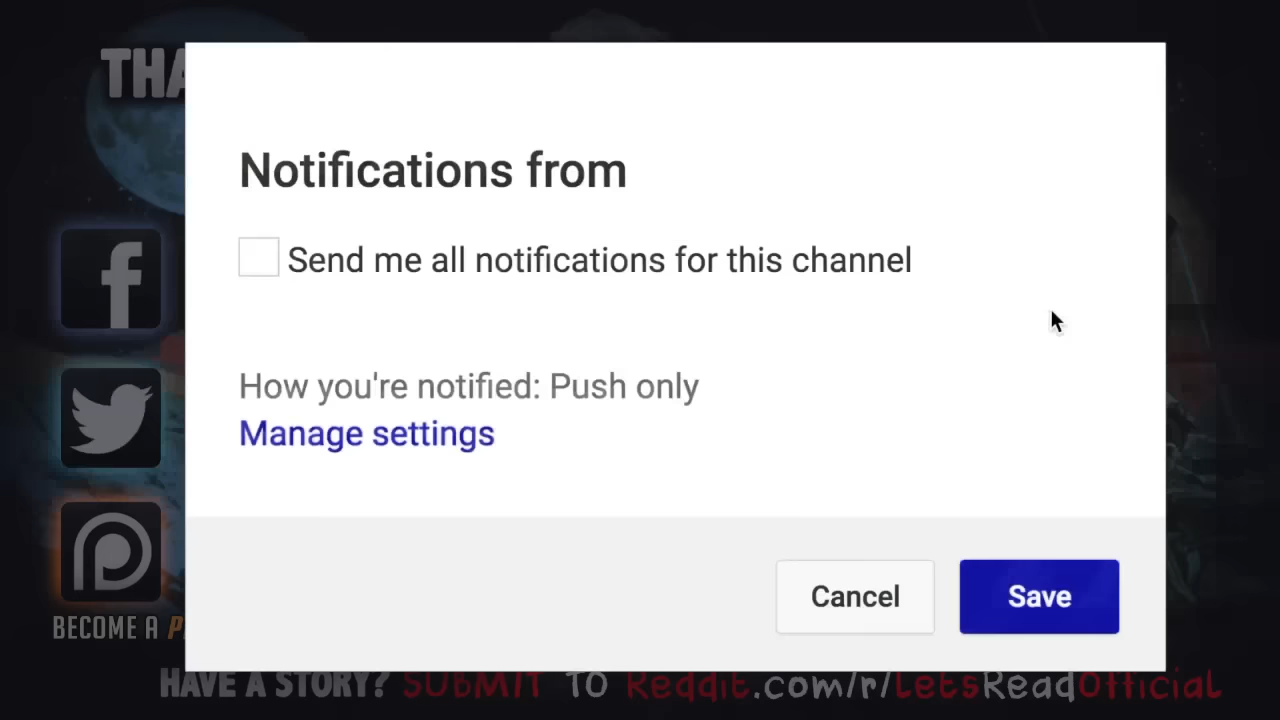 THA
Notifications from
Send me all notifications for this channel
How you're notified: Push only
Manage settings
Cancel
Save
BECOME A P
HAVE A STORY? SUBMIT TO Reddit.com/r/LetsReadOfficial